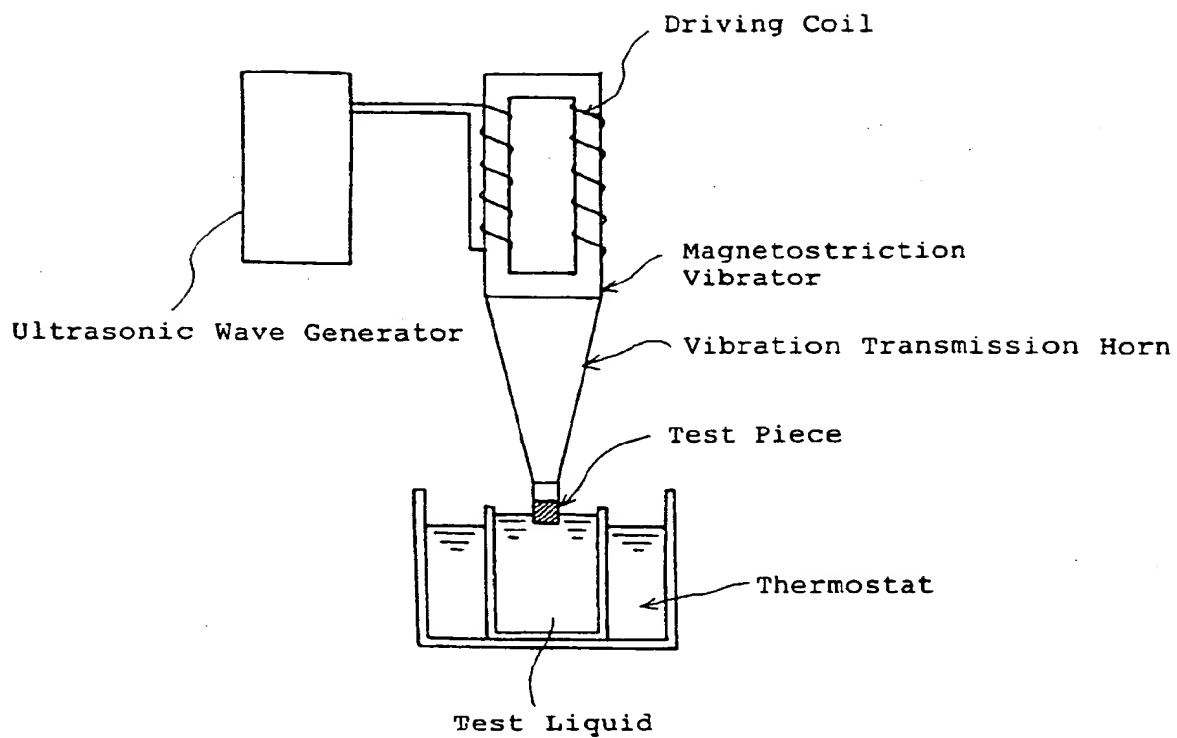 Driving Coil
Magnetostriction
Vibrator
Ultrasonic Wave Generator
Vibration Transmission Horn
Test Piece
Thermostat
Test Liquid